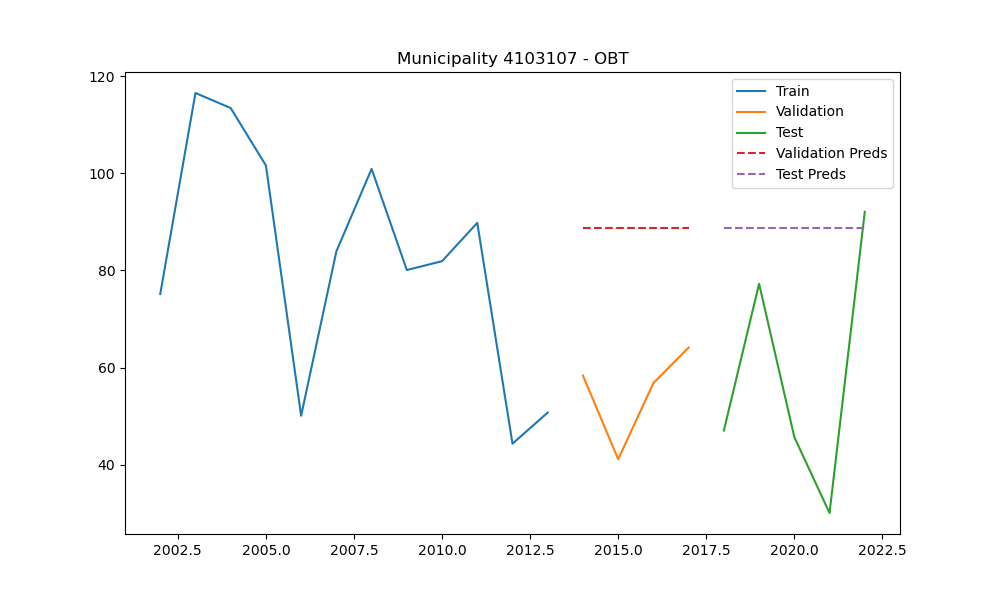 Municipality 4103107 - OBT
120
100
80
60
40
Train
Validation
Test
Validation Preds
Test Preds
2002.5 2005.0 2007.5 2010.0 2012.5 2015.0 2017.5 2020.0 2022.5